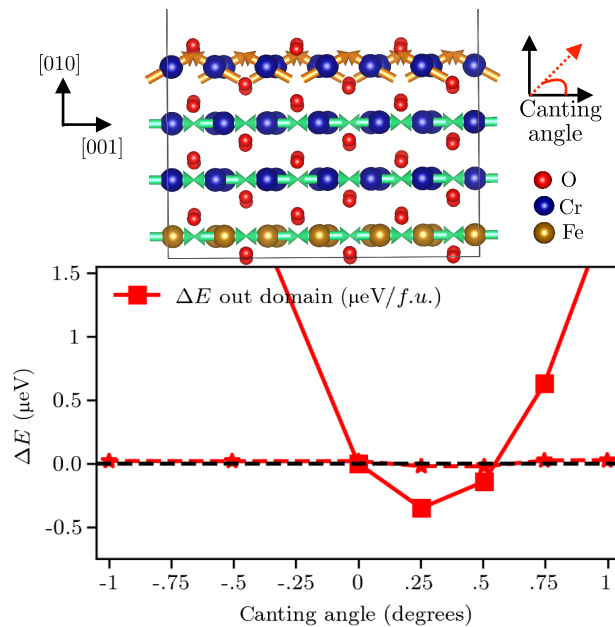 [010]
[001]
Canting
angle
O
Cr
Fe
ΔE out domain (µeV/f.u.)
ΔE (µeV)
1.5
1
0.5
0.0
-0.5
-1
-.75
-.5
-.25
0
.25
.5
.75
1
Canting angle (degrees)